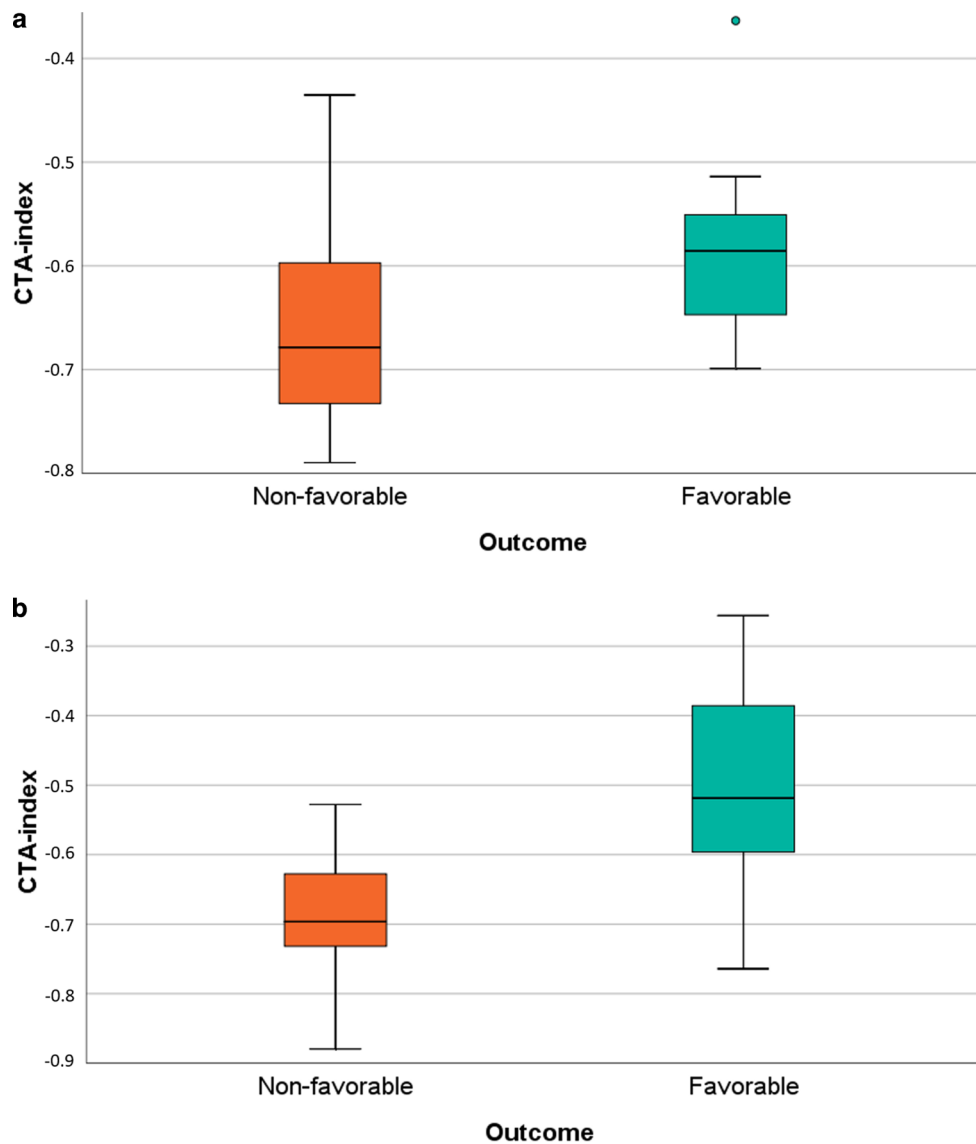 a
-0.4
-0.5
-0.6
-0.7
-0.8
CTA-index
Non-favorable
Favorable
Outcome
b
-0.3
-0.4
-0.5
-0.6
-0.7
-0.8
-0.9
CTA-index
Non-favorable
Favorable
Outcome